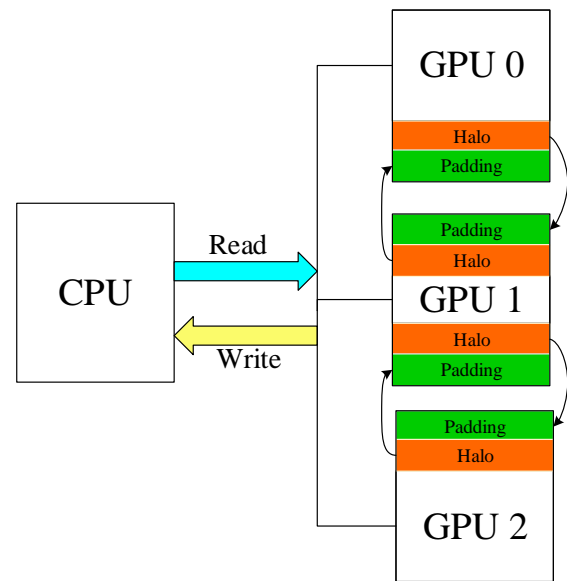 GPU 0
Halo
Padding
Padding
Halo
GPU 1
Halo
Padding
Padding
Halo
GPU 2
CPU
Read
Write